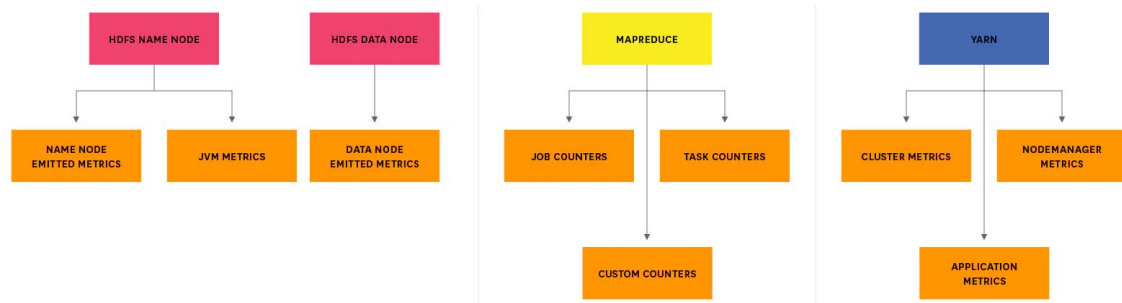 HDFS NAME NODE
HDFS DATA NODE
MAPREDUCE
YARN
NAME NODE
EMITTED METRICS
JVM METRICS
DATA NODE
EMITTED METRICS
JOB COUNTERS
TASK COUNTERS
CLUSTER METRICS
NODEMANAGER
METRICS
CUSTOM COUNTERS
APPLICATION
METRICS